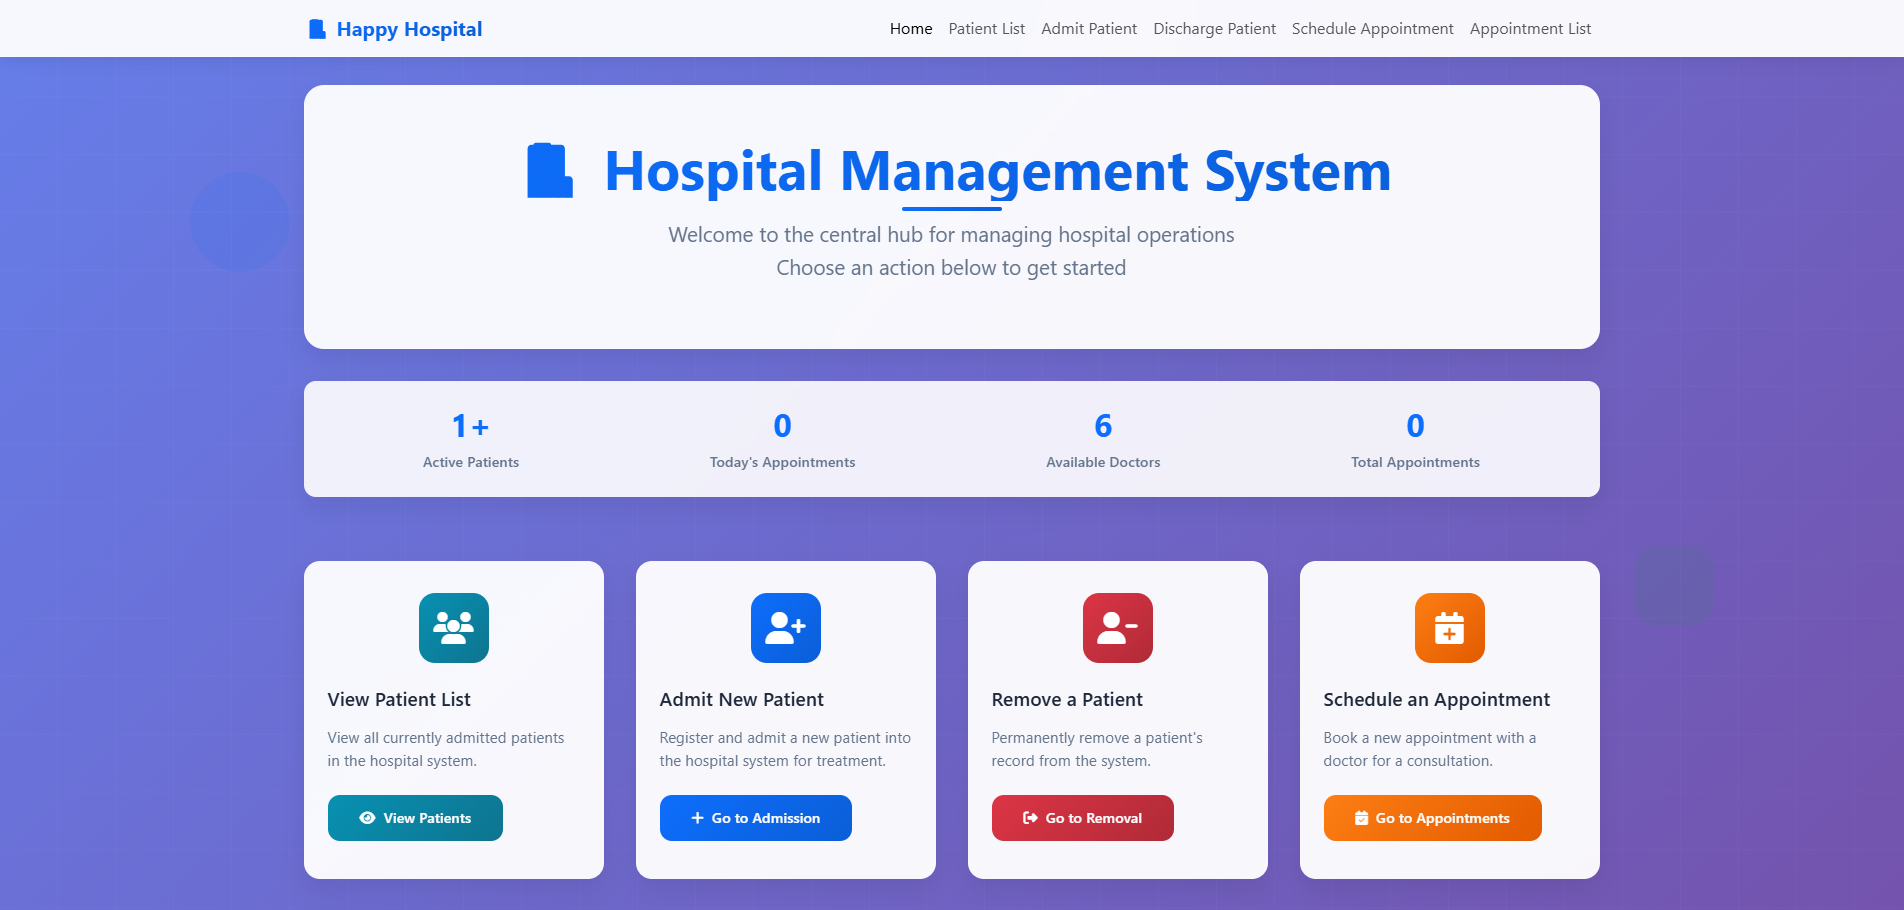 Happy Hospital
Home Patient List Admit Patient Discharge Patient Schedule Appointment Appointment List
Hospital Management System
Welcome to the central hub for managing hospital operations
Choose an action below to get started
1+
Active Patients
0
Today's Appointments
6
Available Doctors
0
Total Appointments
View Patient List
View all currently admitted patients
in the hospital system.
View Patients
Admit New Patient
Register and admit a new patient into
the hospital system for treatment.
Go to Admission
Remove a Patient
Permanently remove a patient's
record from the system.
Go to Removal
Schedule an Appointment
Book a new appointment with a
doctor for a consultation.
Go to Appointments